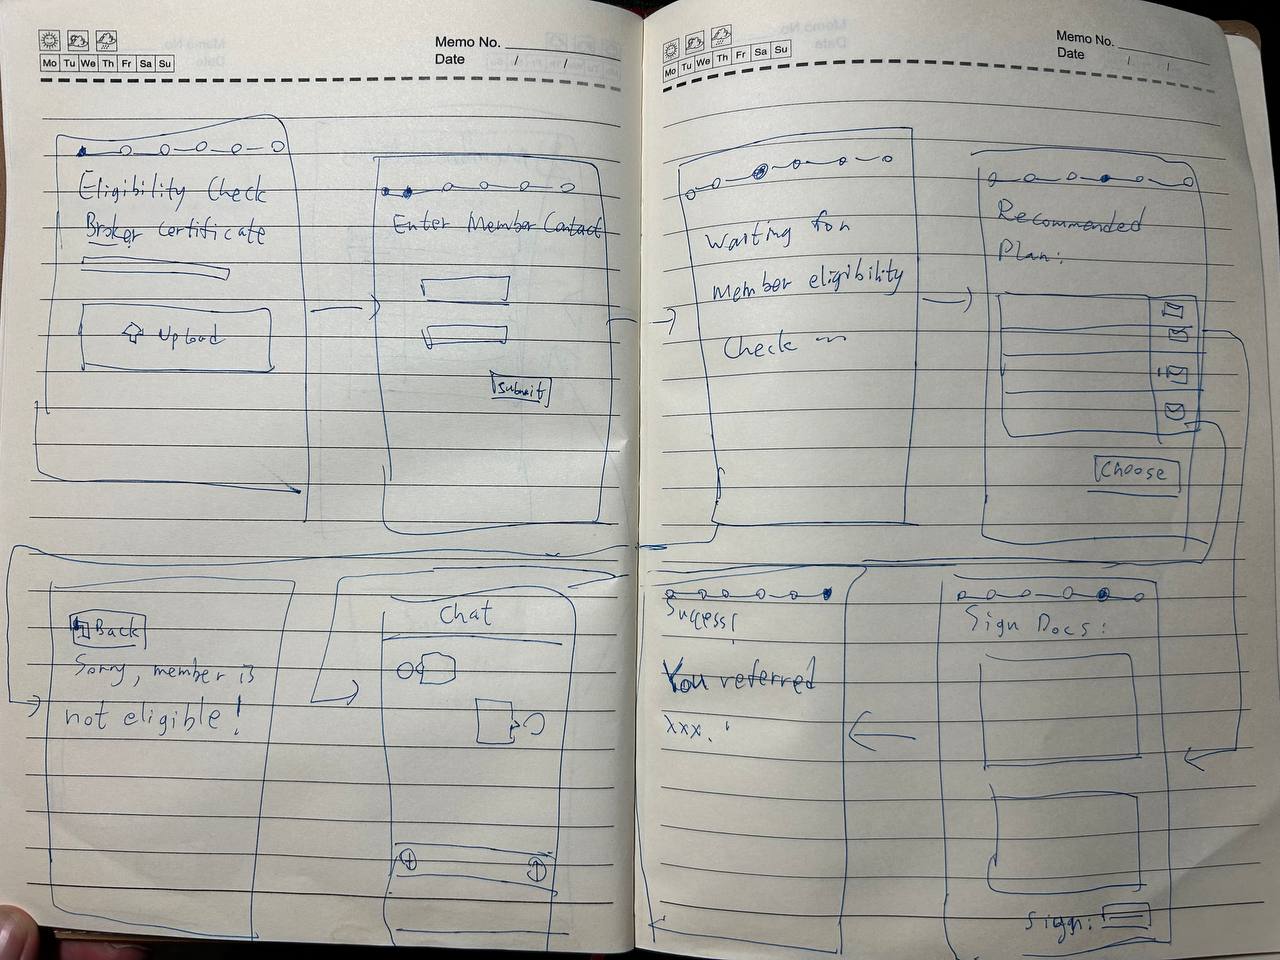 Mo Tu We Th Fr Sa Su
Memo No.
Date / /
Eligibility Check
Broker certificate
Upload
Enter Member Contact
Submit
Back
Sorry, member is
not eligible!
Chat
Mo Tu We Th Fr Sa Su
Memo No.
Date / /
Waiting for
member eligibility
Check
Recommended
Plan:
Choose
Success!
You referred
xxx.
Sign Docs:
Sign: